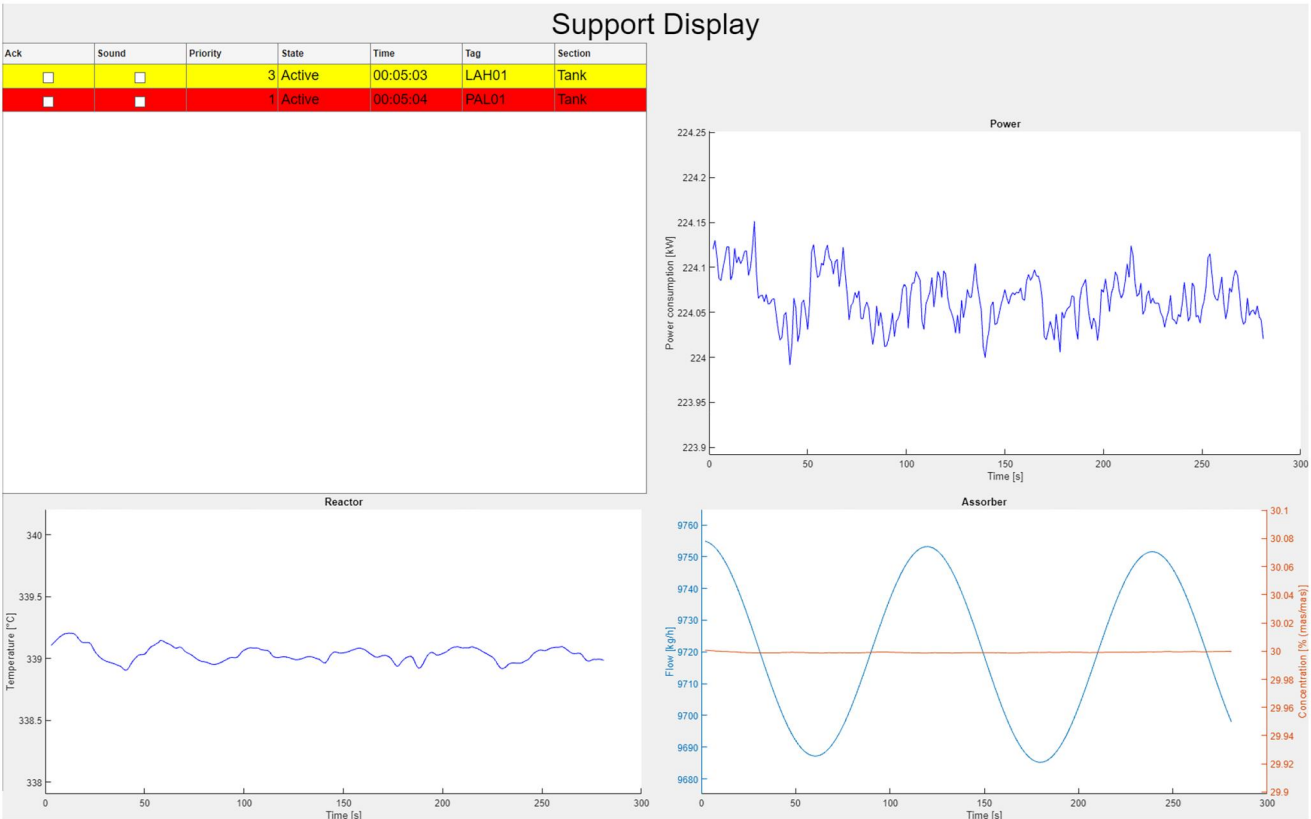 Support Display
Ack Sound Priority State Time Tag Section
3 Active 00:05:03 LAH01 Tank
1 Active 00:05:04 PAL01 Tank
Power
224.25
224.2
224.15
224.1
224.05
224
223.95
223.9
Power consumption [kW]
0 50 100 150 200 250 300
Time [s]
Reactor
340
339.5
339
338.5
338
Temperature [°C]
0 50 100 150 200 250 300
Time [s]
Assorber
9760
9750
9740
9730
9720
9710
9700
9690
9680
Flow [kg/h]
30.1
30.08
30.06
30.04
30.02
30
29.98
29.96
29.94
29.92
29.9
Concentration [% (mas/mas)]
0 50 100 150 200 250 300
Time [s]